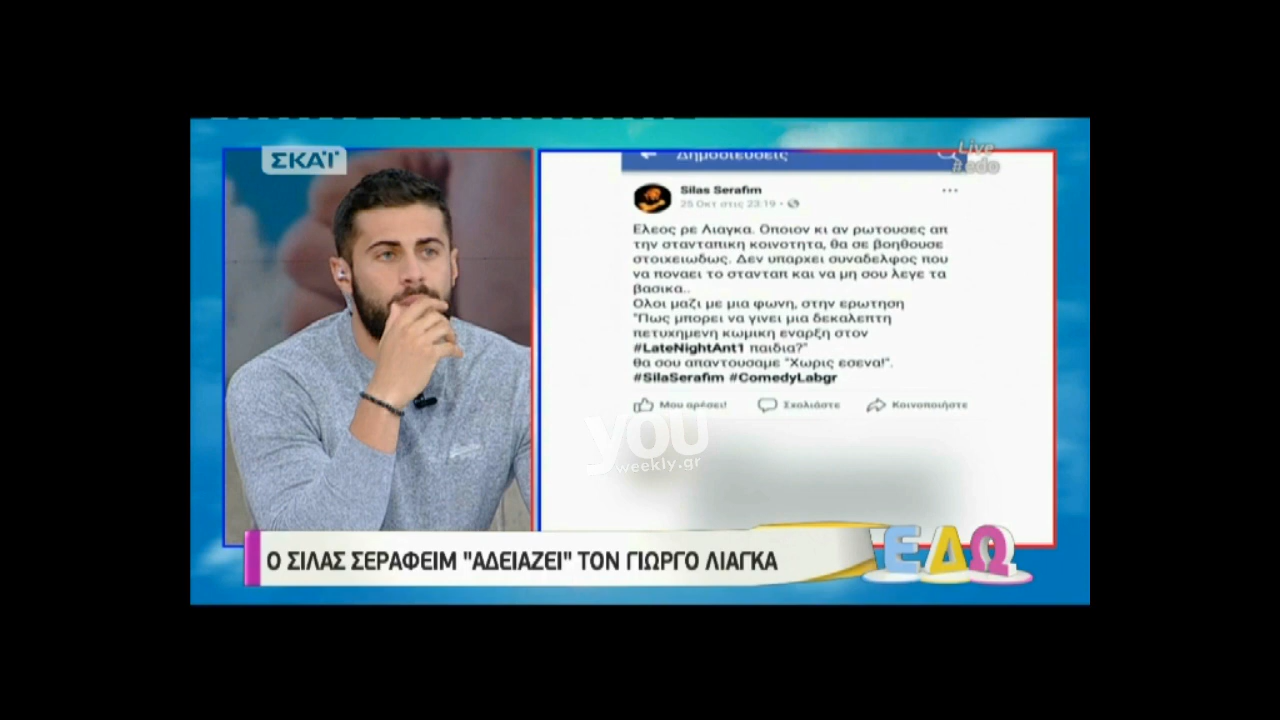 ΣΚΑΪ
Live
#edo
Δημοσιεύσεις
Silas Serafim
25 Οκτ στις 23:19 •
Ελεος ρε Λιαγκα. Οποιον κι αν ρωτουσες απ
την στανταπικη κοινοτητα, θα σε βοηθουσε
στοιχειωδως. Δεν υπαρχει συναδελφος που
να ποναει το στανταπ και να μη σου λεγε τα
βασικα..
Ολοι μαζι με μια φωνη, στην ερωτηση
"Πως μπορει να γινει μια δεκαλεπτη
πετυχημενη κωμικη εναρξη στον
#LateNightAnt1 παιδια?"
θα σου απαντουσαμε "Χωρις εσενα!".
#SilaSerafim #ComedyLabgr
Μου αρέσει! Σχολιάστε Κοινοποιήστε
you
weekly.gr
Ο ΣΙΛΑΣ ΣΕΡΑΦΕΙΜ "ΑΔΕΙΑΖΕΙ" ΤΟΝ ΓΙΩΡΓΟ ΛΙΑΓΚΑ
ΕΔΩ